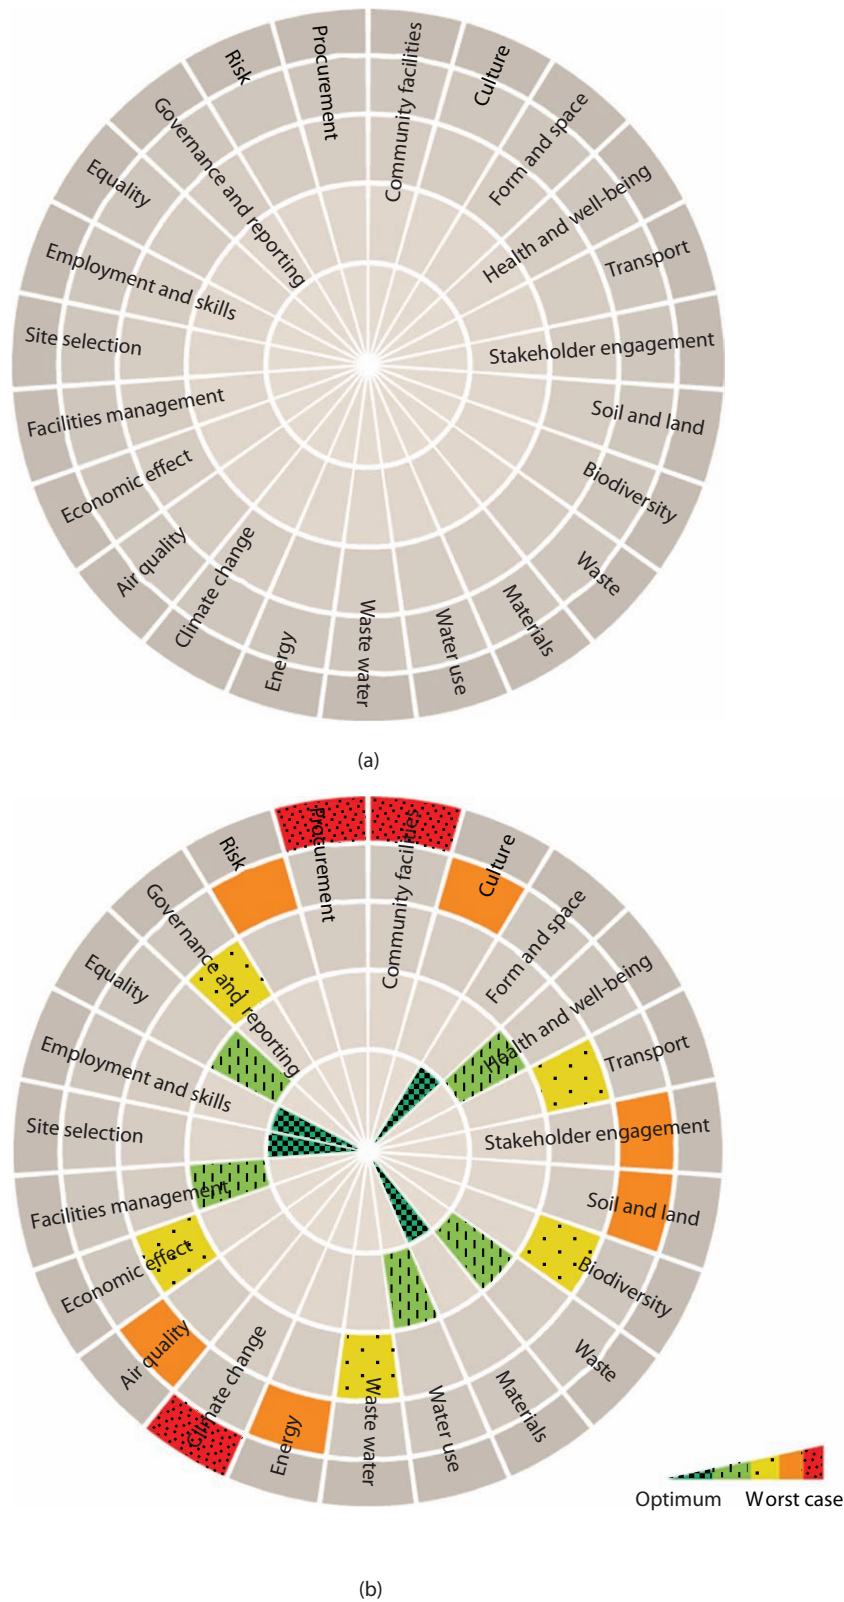 Procurement
Community facilities
Culture
Form and space
Health and well-being
Transport
Stakeholder engagement
Soil and land
Biodiversity
Waste
Materials
Water use
Waste water
Energy
Climate change
Air quality
Economic effect
Facilities management
Site selection
Employment and skills
Equality
Governance and reporting
Risk
(a)
Procurement
Community facilities
Culture
Form and space
Health and well-being
Transport
Stakeholder engagement
Soil and land
Biodiversity
Waste
Materials
Water use
Waste water
Energy
Climate change
Air quality
Economic effect
Facilities management
Site selection
Employment and skills
Equality
Governance and reporting
Risk
Optimum Worst case
(b)